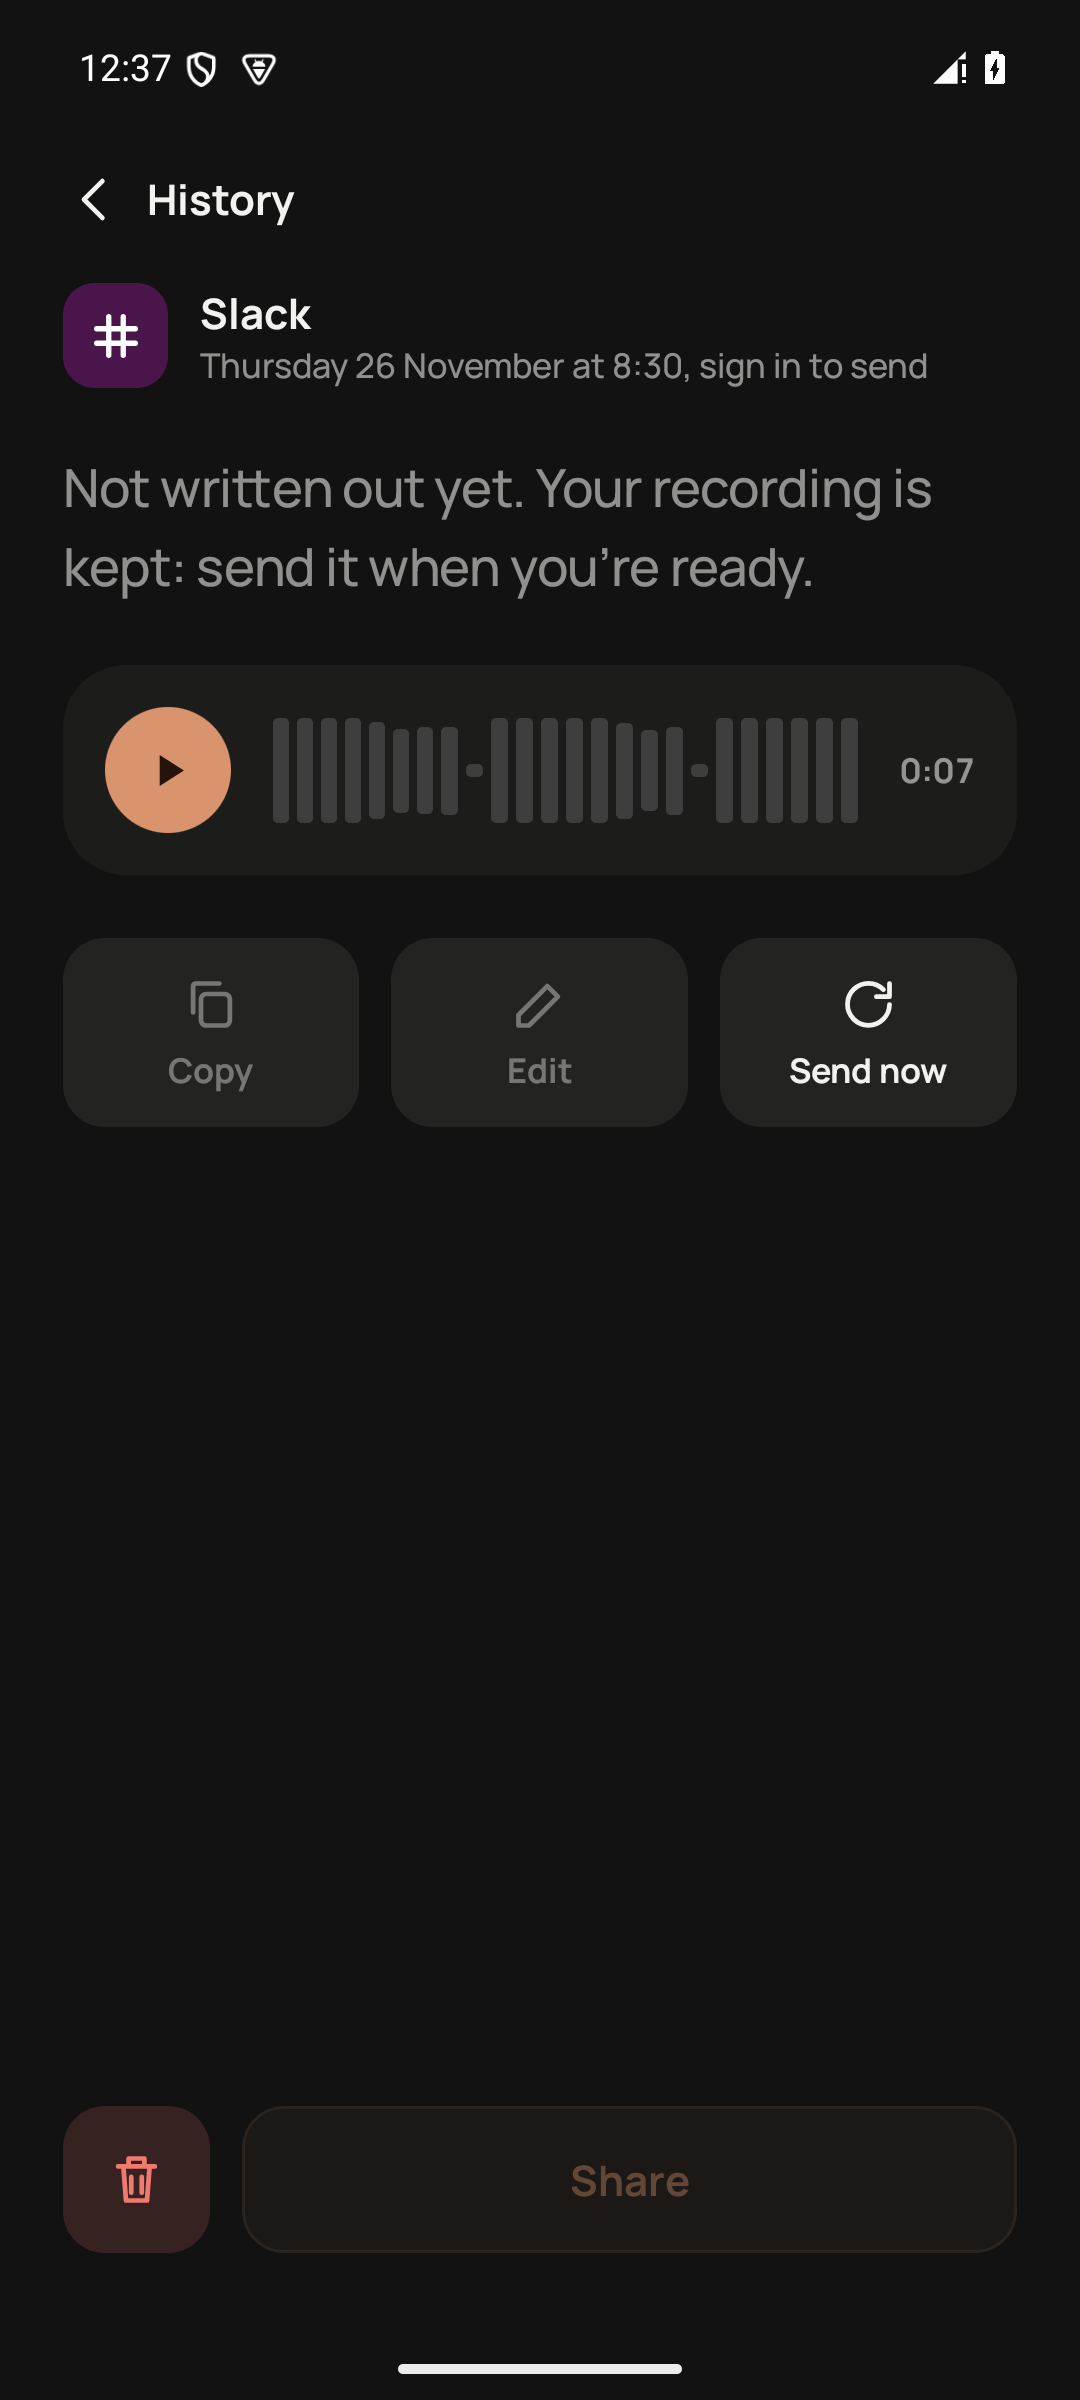 12:37
History
Slack
Thursday 26 November at 8:30, sign in to send
Not written out yet. Your recording is
kept: send it when you’re ready.
0:07
Copy
Edit
Send now
Share